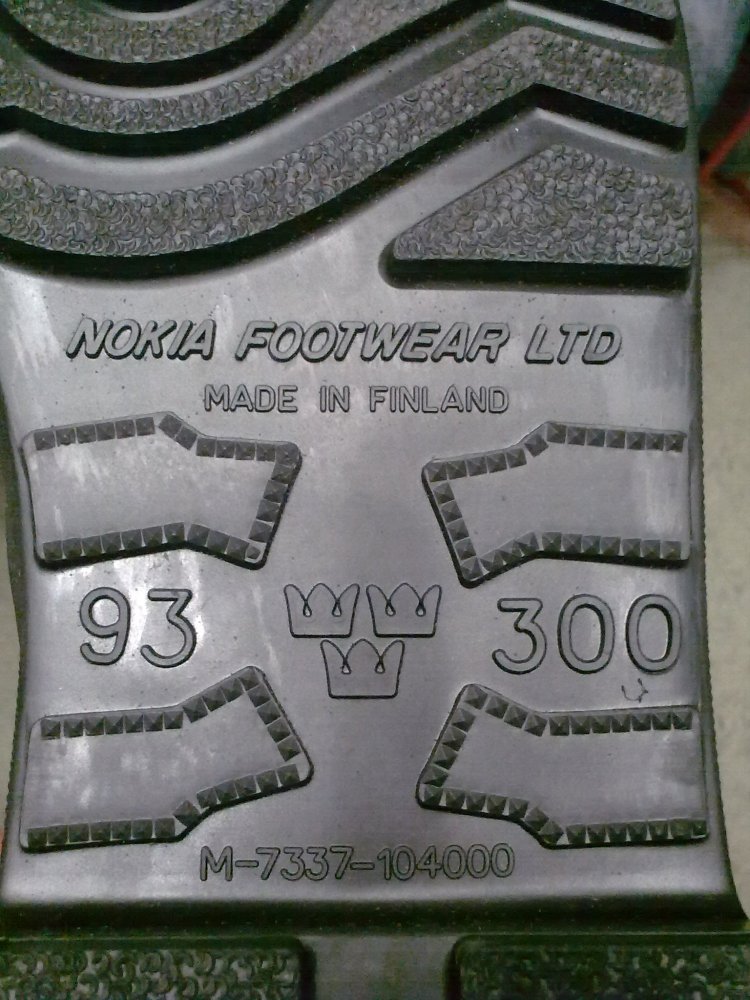 NOKIA FOOTWEAR LTD
MADE IN FINLAND
93 300
M-7337-104000